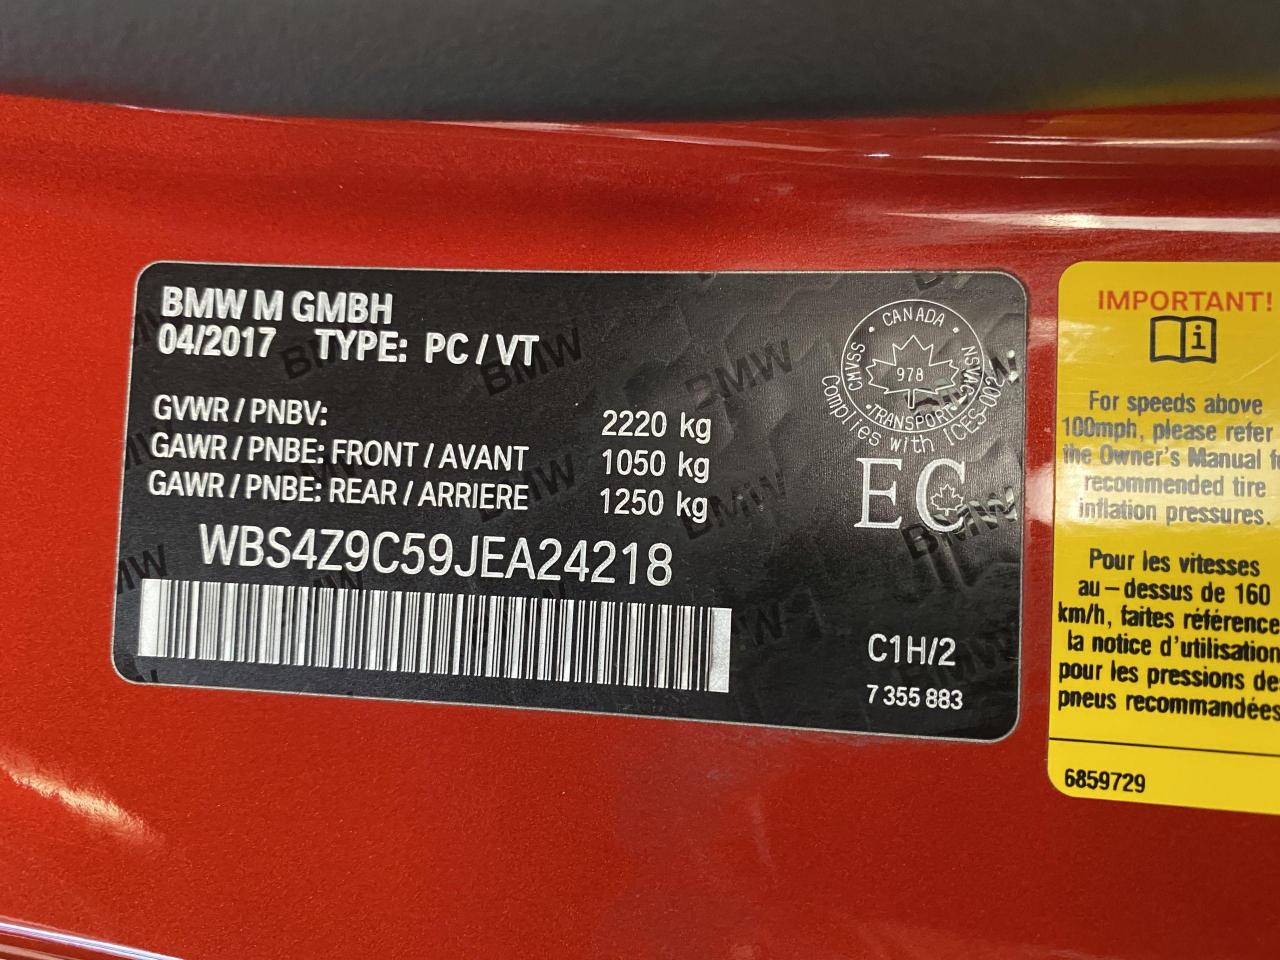 BMW M GMBH
04/2017 TYPE: PC / VT
GVWR / PNBV: 2220 kg
GAWR / PNBE: FRONT / AVANT 1050 kg
GAWR / PNBE: REAR / ARRIERE 1250 kg
WBS4Z9C59JEA24218
CANADA
CMVSS
NSVAC
978
TRANSPORT
Complies with ICES-002
EC
C1H/2
7 355 883
IMPORTANT!
i
For speeds above
100mph, please refer
the Owner's Manual
recommended tire
inflation pressures.
Pour les vitesses
au – dessus de 160
km/h, faites référence
la notice d'utilisation
pour les pressions
pneus recommandées
6859729